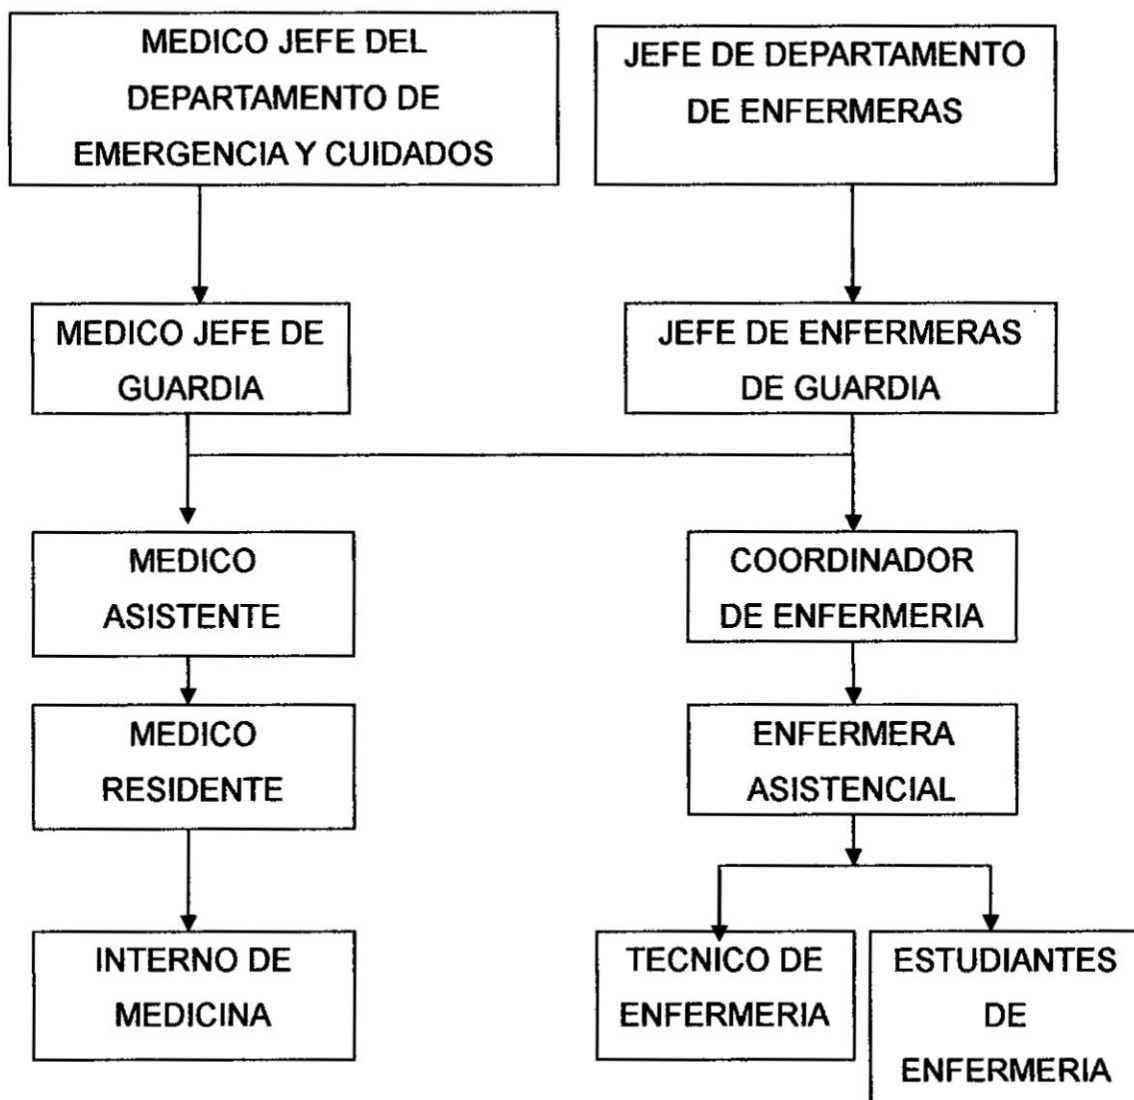 MEDICO JEFE DEL
DEPARTAMENTO DE
EMERGENCIA Y CUIDADOS
JEFE DE DEPARTAMENTO
DE ENFERMERAS
MEDICO JEFE DE
GUARDIA
JEFE DE ENFERMERAS
DE GUARDIA
MEDICO
ASISTENTE
COORDINADOR
DE ENFERMERIA
MEDICO
RESIDENTE
ENFERMERA
ASISTENCIAL
INTERNO DE
MEDICINA
TECNICO DE
ENFERMERIA
ESTUDIANTES
DE
ENFERMERIA